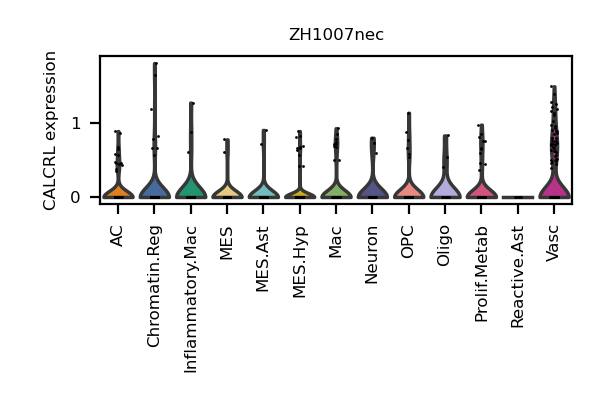 ZH1007nec
CALCRL expression
1
0
AC
Chromatin.Reg
Inflammatory.Mac
MES
MES.Ast
MES.Hyp
Mac
Neuron
OPC
Oligo
Prolif.Metab
Reactive.Ast
Vasc